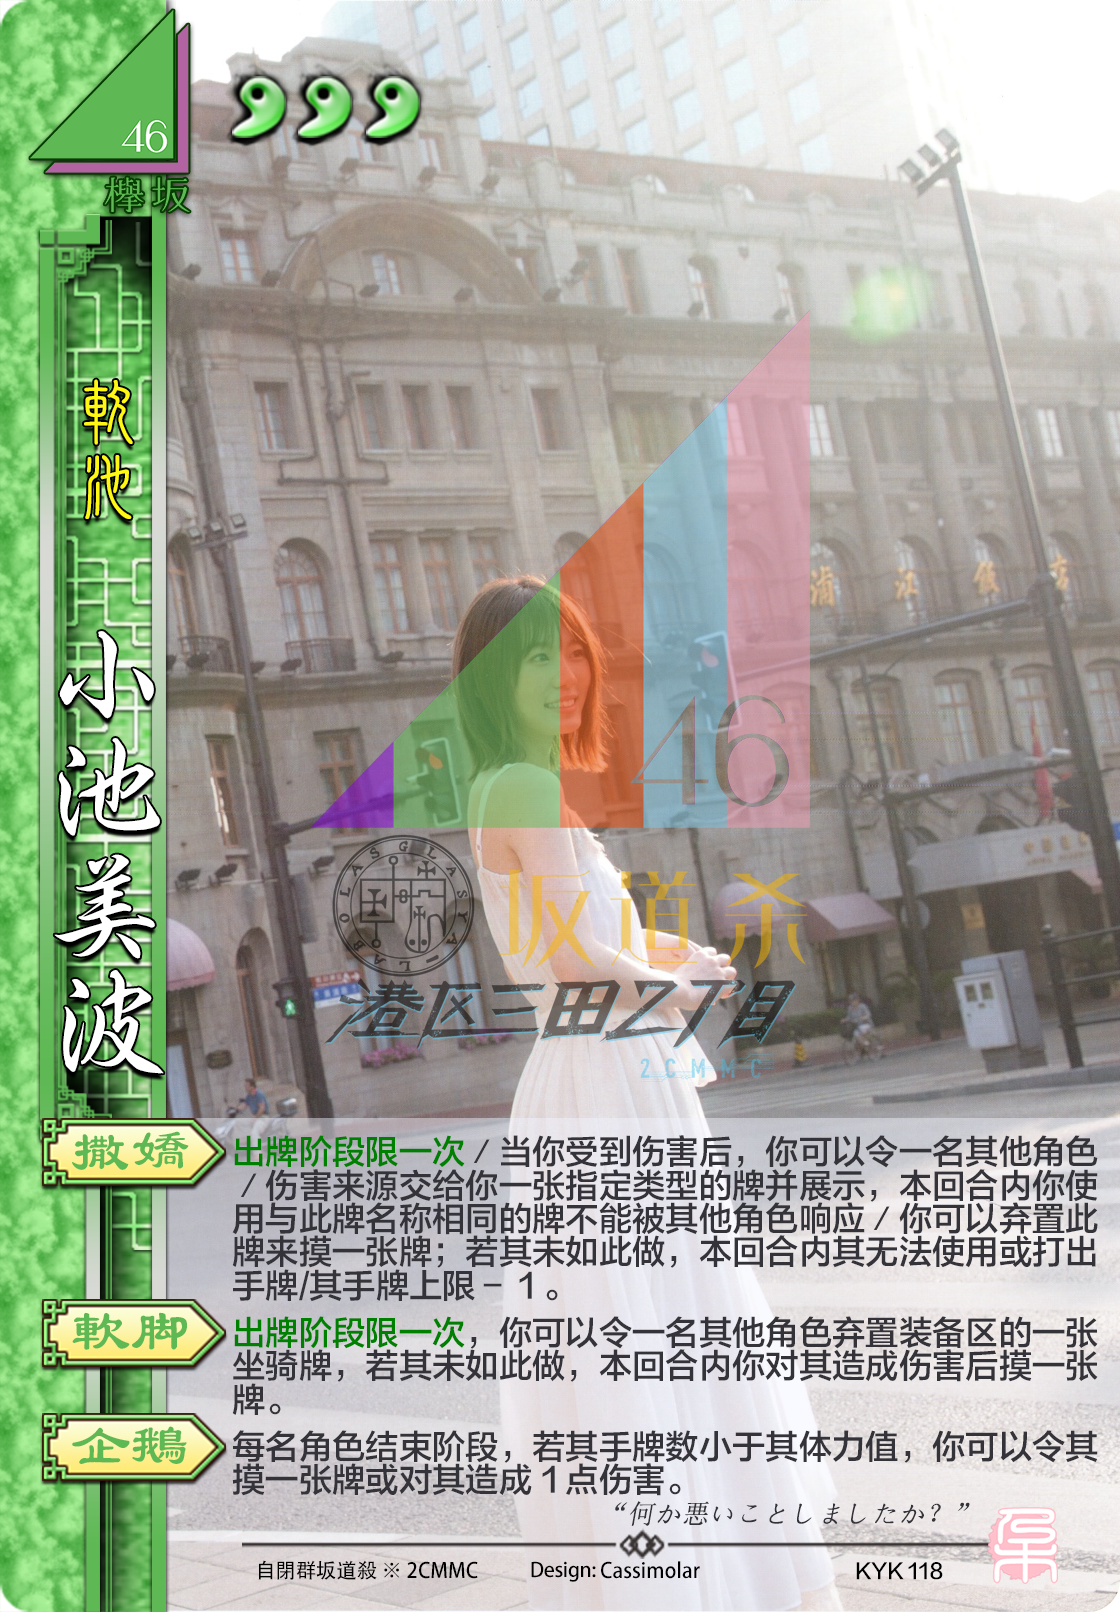 46
欅坂
軟池
小池美波
浦江飯店
46
GLASYALABOLAS
坂道杀
港区三田乙丁目
2CMMC
撒嬌
出牌阶段限一次／当你受到伤害后，你可以令一名其他角色
／伤害来源交给你一张指定类型的牌并展示，本回合内你使
用与此牌名称相同的牌不能被其他角色响应／你可以弃置此
牌来摸一张牌；若其未如此做，本回合内其无法使用或打出
手牌/其手牌上限－１。
軟脚
出牌阶段限一次，你可以令一名其他角色弃置装备区的一张
坐骑牌，若其未如此做，本回合内你对其造成伤害后摸一张
牌。
企鵝
每名角色结束阶段，若其手牌数小于其体力值，你可以令其
摸一张牌或对其造成１点伤害。
“何か悪いことしましたか？”
自閉群坂道殺 ※ 2CMMC Design: Cassimolar KYK 118